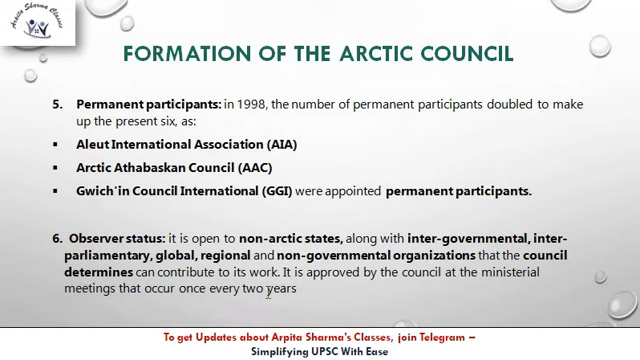 Arpita Sharma Classes
FORMATION OF THE ARCTIC COUNCIL
5. Permanent participants: in 1998, the number of permanent participants doubled to make
up the present six, as:
▪ Aleut International Association (AIA)
▪ Arctic Athabaskan Council (AAC)
▪ Gwich'in Council International (GGI) were appointed permanent participants.
6. Observer status: it is open to non-arctic states, along with inter-governmental, inter-
parliamentary, global, regional and non-governmental organizations that the council
determines can contribute to its work. It is approved by the council at the ministerial
meetings that occur once every two years
To get Updates about Arpita Sharma's Classes, join Telegram –
Simplifying UPSC With Ease